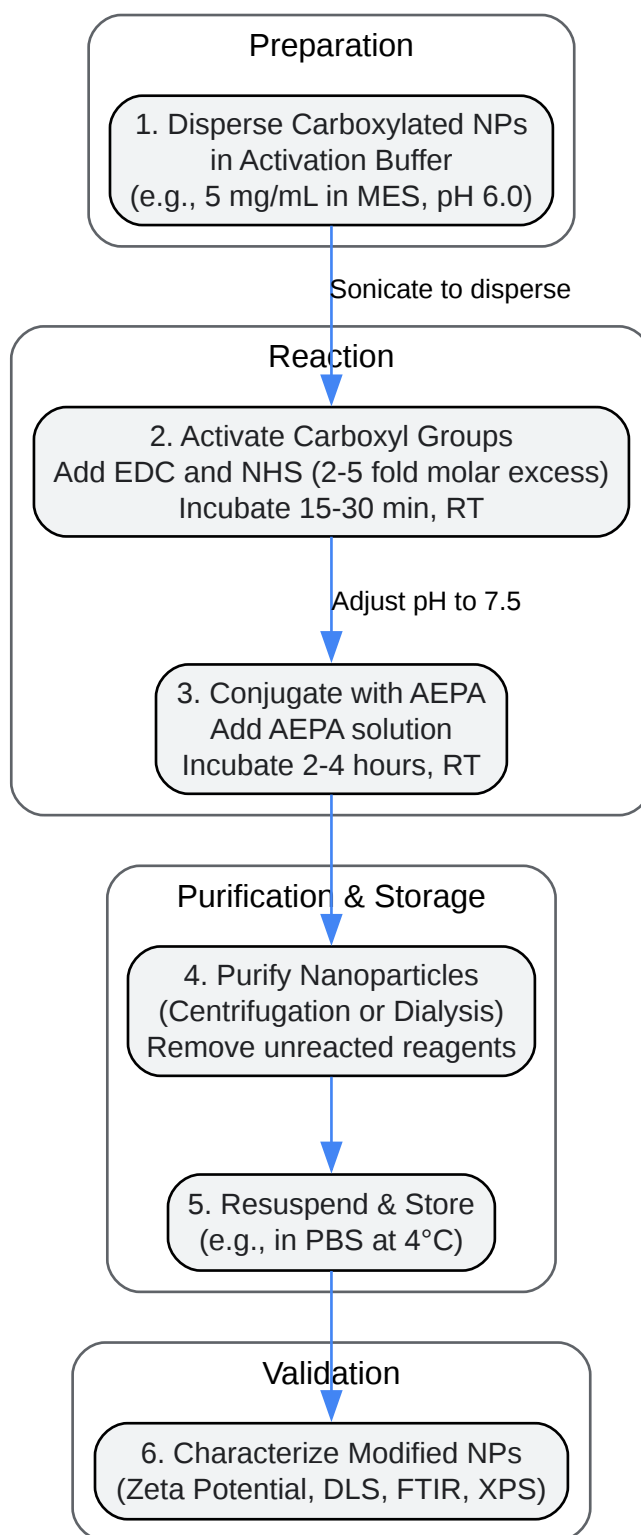 Preparation
1. Disperse Carboxylated NPs
in Activation Buffer
(e.g., 5 mg/mL in MES, pH 6.0)
Sonicate to disperse
Reaction
2. Activate Carboxyl Groups
Add EDC and NHS (2-5 fold molar excess)
Incubate 15-30 min, RT
Adjust pH to 7.5
3. Conjugate with AEPA
Add AEPA solution
Incubate 2-4 hours, RT
Purification & Storage
4. Purify Nanoparticles
(Centrifugation or Dialysis)
Remove unreacted reagents
5. Resuspend & Store
(e.g., in PBS at 4°C)
Validation
6. Characterize Modified NPs
(Zeta Potential, DLS, FTIR, XPS)